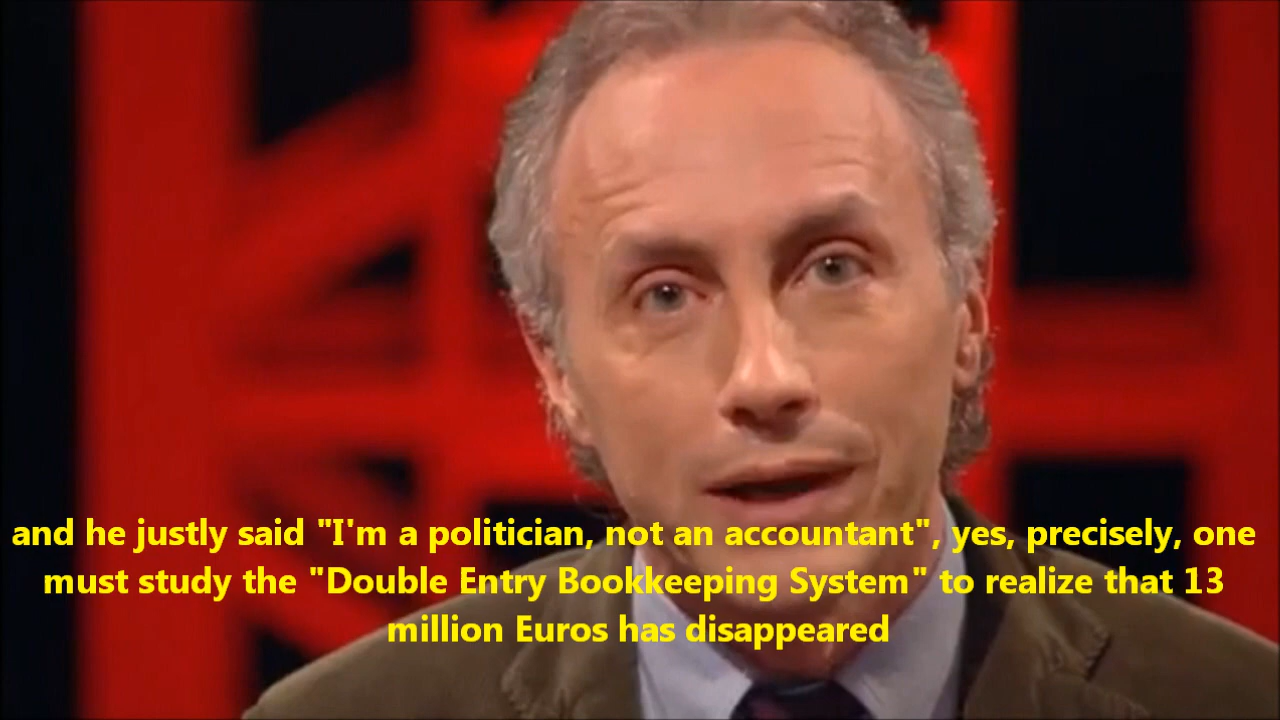 and he justly said "I'm a politician, not an accountant", yes, precisely, one
must study the "Double Entry Bookkeeping System" to realize that 13
million Euros has disappeared